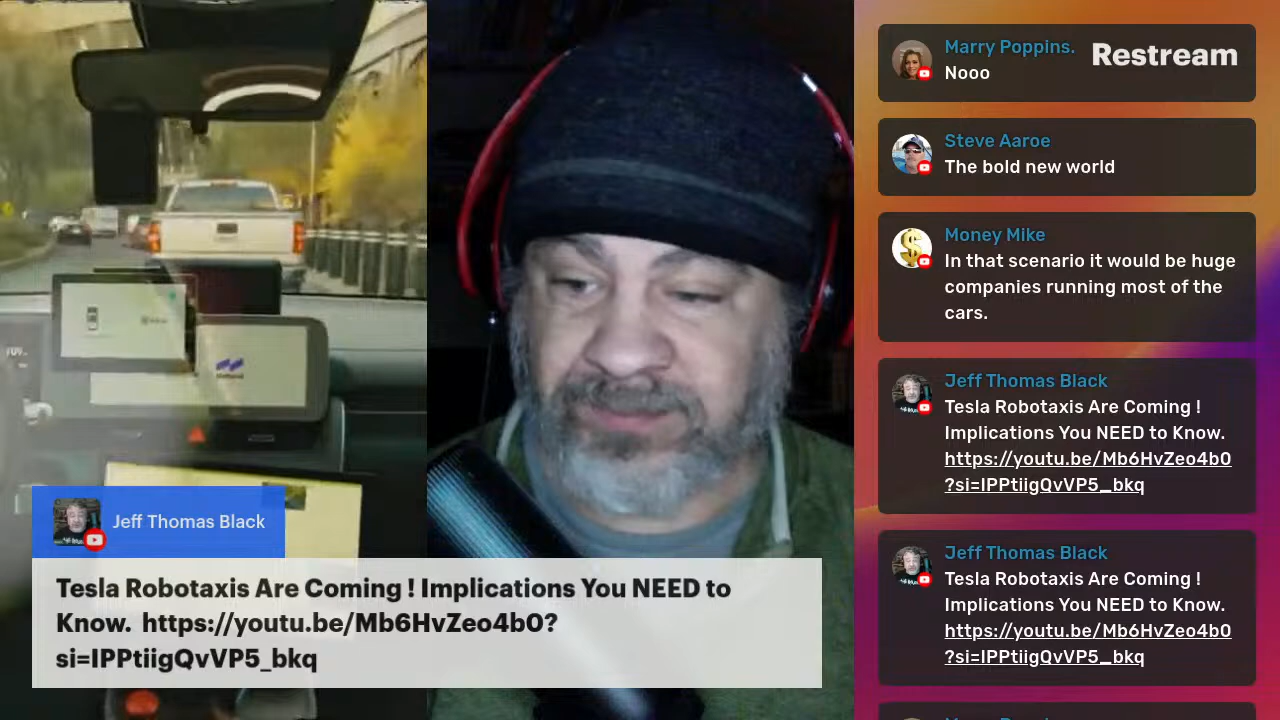 Restream
Marry Poppins.
Nooo
Steve Aaroe
The bold new world
Money Mike
In that scenario it would be huge
companies running most of the
cars.
Jeff Thomas Black
Tesla Robotaxis Are Coming !
Implications You NEED to Know.
https://youtu.be/Mb6HvZeo4b0
?si=IPPtiigQvVP5_bkq
Jeff Thomas Black
Tesla Robotaxis Are Coming !
Implications You NEED to Know.
https://youtu.be/Mb6HvZeo4b0
?si=IPPtiigQvVP5_bkq
Jeff Thomas Black
Tesla Robotaxis Are Coming ! Implications You NEED to
Know. https://youtu.be/Mb6HvZeo4b0?
si=IPPtiigQvVP5_bkq